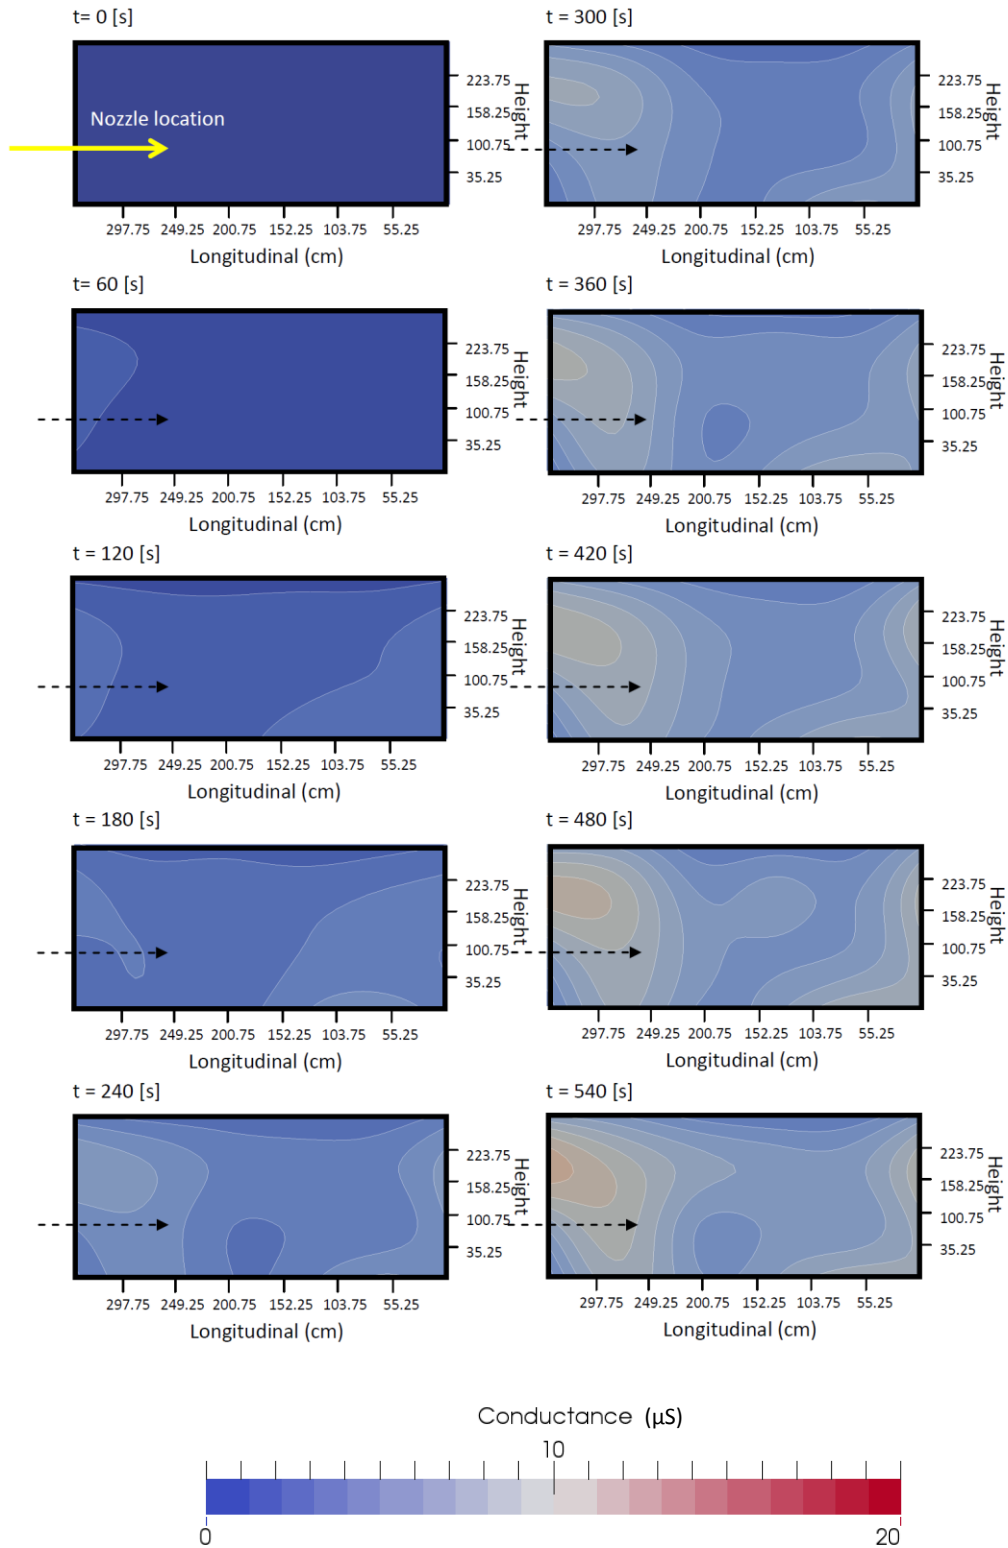 t= 0 [s]
Nozzle location
223.75
158.25
100.75
35.25
Height
297.75 249.25 200.75 152.25 103.75 55.25
Longitudinal (cm)
t = 300 [s]
223.75
158.25
100.75
35.25
Height
297.75 249.25 200.75 152.25 103.75 55.25
Longitudinal (cm)
t= 60 [s]
223.75
158.25
100.75
35.25
Height
297.75 249.25 200.75 152.25 103.75 55.25
Longitudinal (cm)
t = 360 [s]
223.75
158.25
100.75
35.25
Height
297.75 249.25 200.75 152.25 103.75 55.25
Longitudinal (cm)
t = 120 [s]
223.75
158.25
100.75
35.25
Height
297.75 249.25 200.75 152.25 103.75 55.25
Longitudinal (cm)
t = 420 [s]
223.75
158.25
100.75
35.25
Height
297.75 249.25 200.75 152.25 103.75 55.25
Longitudinal (cm)
t = 180 [s]
223.75
158.25
100.75
35.25
Height
297.75 249.25 200.75 152.25 103.75 55.25
Longitudinal (cm)
t = 480 [s]
223.75
158.25
100.75
35.25
Height
297.75 249.25 200.75 152.25 103.75 55.25
Longitudinal (cm)
t = 240 [s]
223.75
158.25
100.75
35.25
Height
297.75 249.25 200.75 152.25 103.75 55.25
Longitudinal (cm)
t = 540 [s]
223.75
158.25
100.75
35.25
Height
297.75 249.25 200.75 152.25 103.75 55.25
Longitudinal (cm)
Conductance (µS)
10
0 20